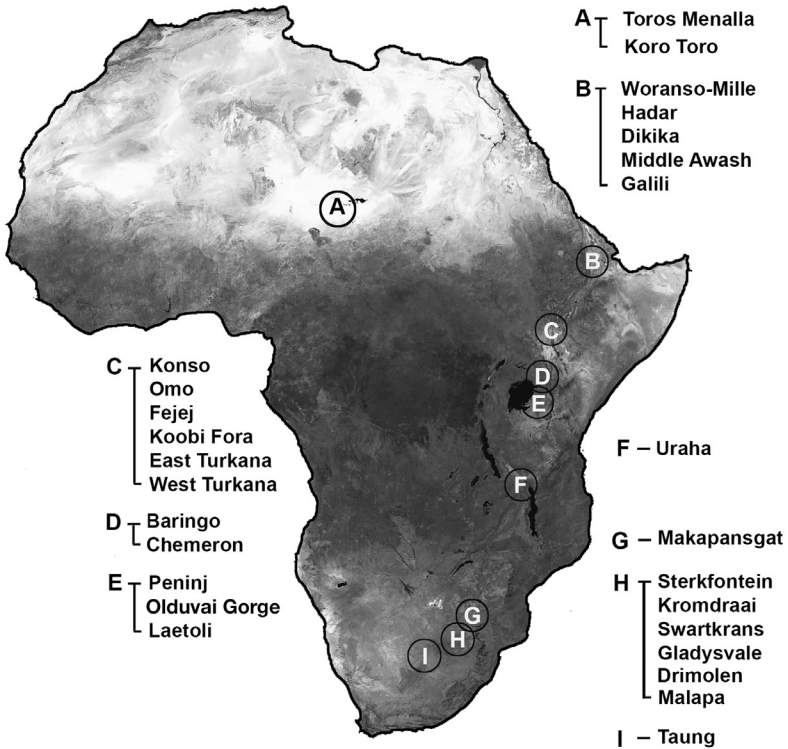 A Toros Menalla
Koro Toro
B Woranso-Mille
Hadar
Dikika
Middle Awash
Galili
A
B
C
D
E
F
G
H
I
C Konso
Omo
Fejej
Koobi Fora
East Turkana
West Turkana
D Baringo
Chemeron
E Peninj
Olduvai Gorge
Laetoli
F – Uraha
G – Makapansgat
H Sterkfontein
Kromdraai
Swartkrans
Gladysvale
Drimolen
Malapa
I – Taung